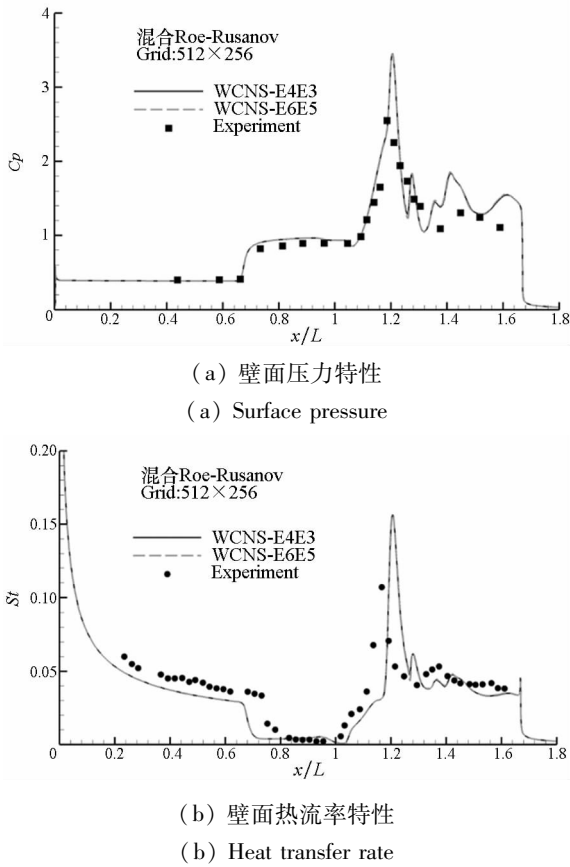 混合Roe-Rusanov
Grid:512×256
WCNS-E4E3
WCNS-E6E5
Experiment
Cp
4
3
2
1
0 0.2 0.4 0.6 0.8 1 1.2 1.4 1.6 1.8
x/L
（a）壁面压力特性
（a）Surface pressure
混合Roe-Rusanov
Grid:512×256
WCNS-E4E3
WCNS-E6E5
Experiment
St
0.20
0.15
0.10
0.05
0 0.2 0.4 0.6 0.8 1 1.2 1.4 1.6 1.8
x/L
（b）壁面热流率特性
（b）Heat transfer rate